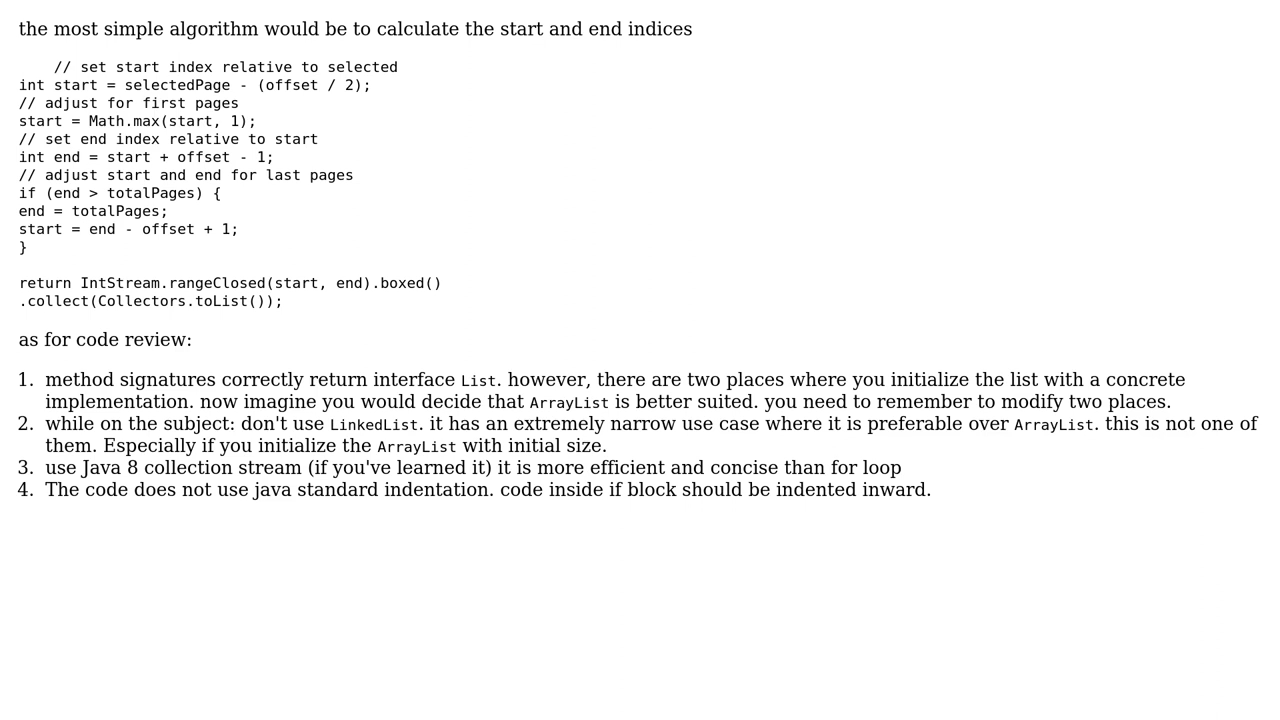 the most simple algorithm would be to calculate the start and end indices
// set start index relative to selected
int start = selectedPage - (offset / 2);
// adjust for first pages
start = Math.max(start, 1);
// set end index relative to start
int end = start + offset - 1;
// adjust start and end for last pages
if (end > totalPages) {
end = totalPages;
start = end - offset + 1;
}
return IntStream.rangeClosed(start, end).boxed()
.collect(Collectors.toList());
as for code review:
1. method signatures correctly return interface List. however, there are two places where you initialize the list with a concrete
implementation. now imagine you would decide that ArrayList is better suited. you need to remember to modify two places.
2. while on the subject: don't use LinkedList. it has an extremely narrow use case where it is preferable over ArrayList. this is not one of
them. Especially if you initialize the ArrayList with initial size.
3. use Java 8 collection stream (if you've learned it) it is more efficient and concise than for loop
4. The code does not use java standard indentation. code inside if block should be indented inward.